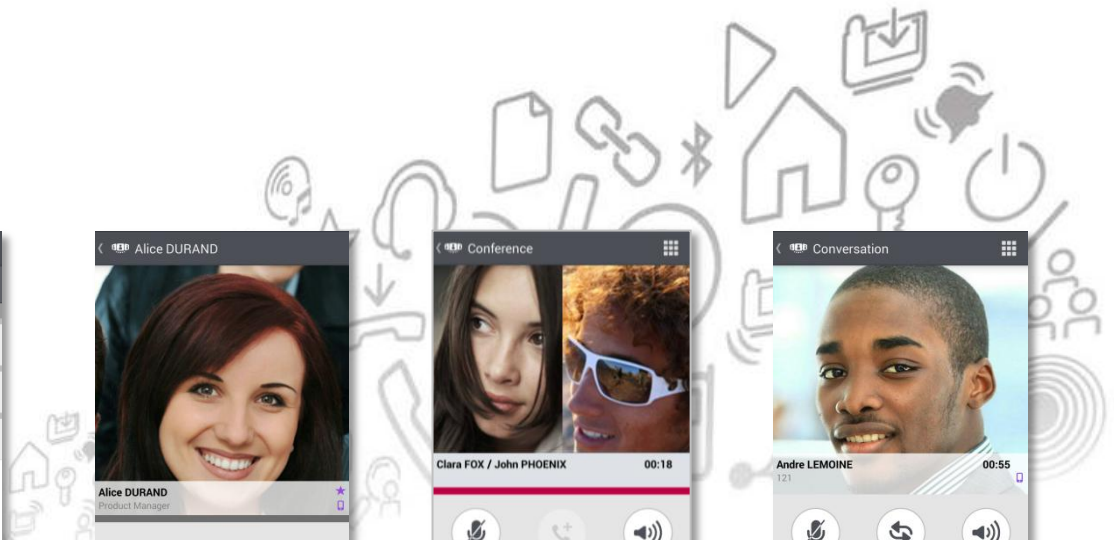 Alice DURAND
Alice DURAND
Product Manager
Conference
Clara FOX / John PHOENIX 00:18
Conversation
Andre LEMOINE 00:55
121